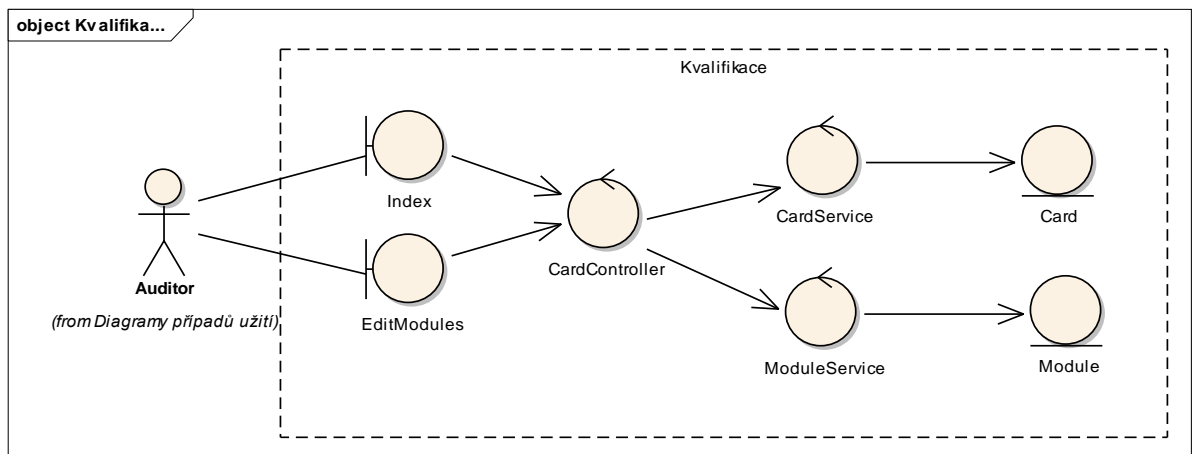 object Kvalifika...
Kvalifikace
Index
CardService
Card
CardController
Auditor
(from Diagramy případů užití)
EditModules
ModuleService
Module